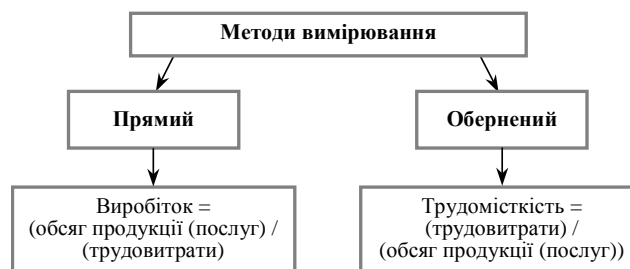 Методи вимірювання
Прямий
Обернений
Виробіток =
(обсяг продукції (послуг) /
(трудовитрати)
Трудомісткість =
(трудовитрати) /
(обсяг продукції (послуг))